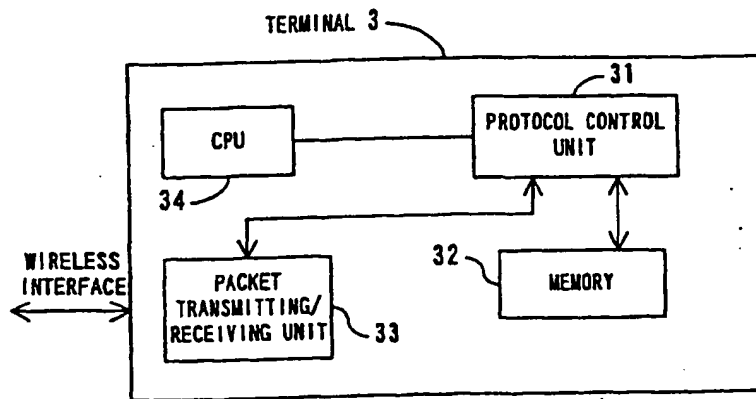 TERMINAL 3
31
CPU
PROTOCOL CONTROL
UNIT
34
WIRELESS
INTERFACE
PACKET
TRANSMITTING/
RECEIVING UNIT
33
32
MEMORY